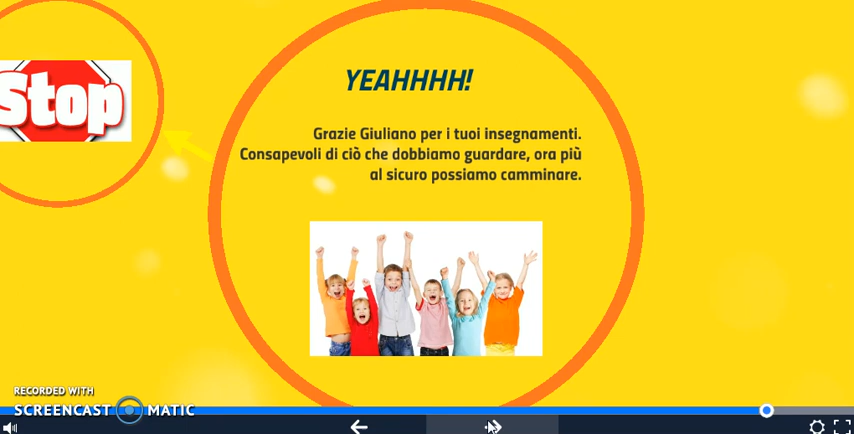 Stop
YEAHHHH!
Grazie Giuliano per i tuoi insegnamenti.
Consapevoli di ciò che dobbiamo guardare, ora più
al sicuro possiamo camminare.
RECORDED WITH
SCREENCAST MATIC